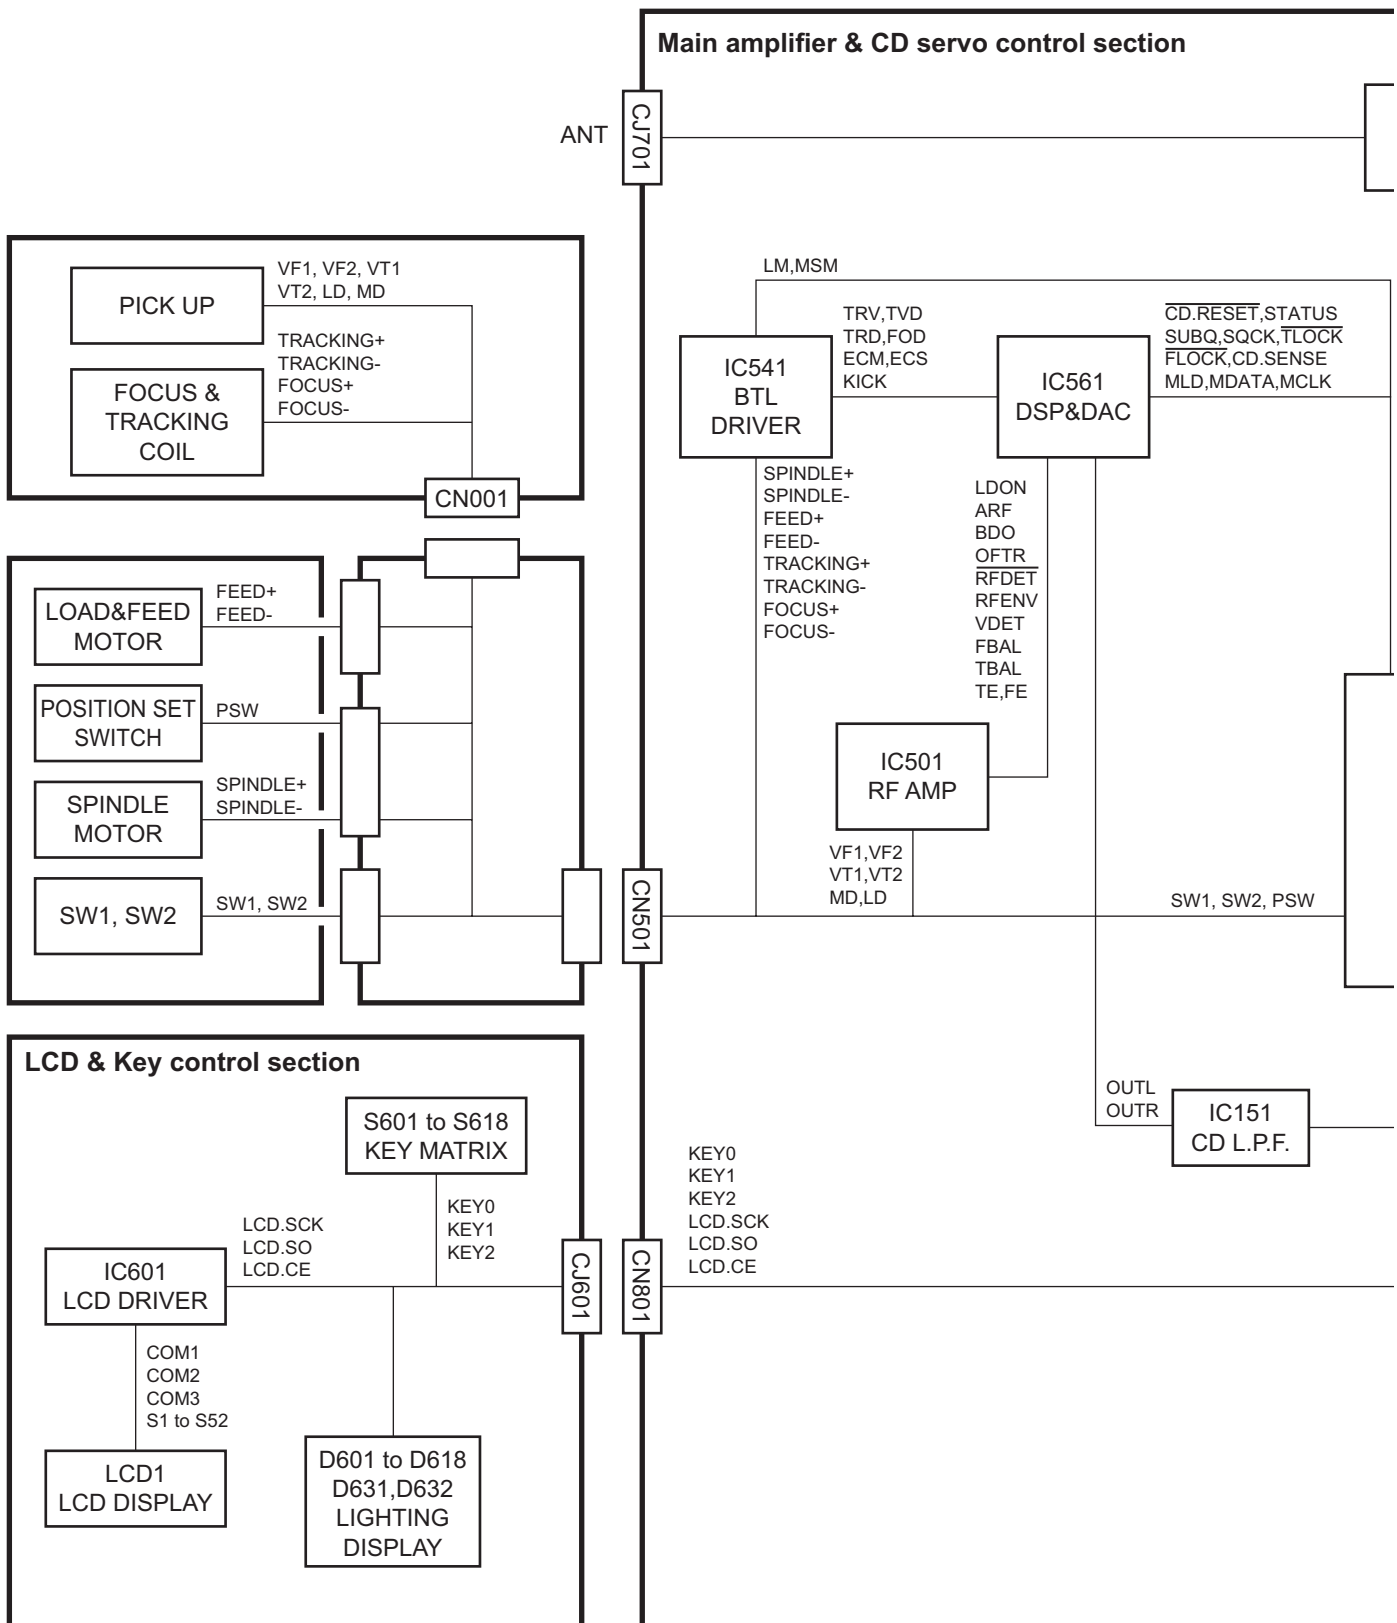 Main amplifier & CD servo control section
ANT
CJ701
PICK UP
VF1, VF2, VT1
VT2, LD, MD
FOCUS &
TRACKING
COIL
TRACKING+
TRACKING-
FOCUS+
FOCUS-
CN001
LOAD&FEED
MOTOR
FEED+
FEED-
POSITION SET
SWITCH
PSW
SPINDLE
MOTOR
SPINDLE+
SPINDLE-
SW1, SW2
SW1, SW2
LM,MSM
IC541
BTL
DRIVER
TRV,TVD
TRD,FOD
ECM,ECS
KICK
IC561
DSP&DAC
CD.RESET,STATUS
SUBQ,SQCK,TLOCK
FLOCK,CD.SENSE
MLD,MDATA,MCLK
SPINDLE+
SPINDLE-
FEED+
FEED-
TRACKING+
TRACKING-
FOCUS+
FOCUS-
LDON
ARF
BDO
OFTR
RFDET
RFENV
VDET
FBAL
TBAL
TE,FE
IC501
RF AMP
VF1,VF2
VT1,VT2
MD,LD
CN501
SW1, SW2, PSW
OUTL
OUTR
IC151
CD L.P.F.
LCD & Key control section
S601 to S618
KEY MATRIX
KEY0
KEY1
KEY2
LCD.SCK
LCD.SO
LCD.CE
IC601
LCD DRIVER
COM1
COM2
COM3
S1 to S52
LCD1
LCD DISPLAY
D601 to D618
D631,D632
LIGHTING
DISPLAY
CJ601
CN801
KEY0
KEY1
KEY2
LCD.SCK
LCD.SO
LCD.CE